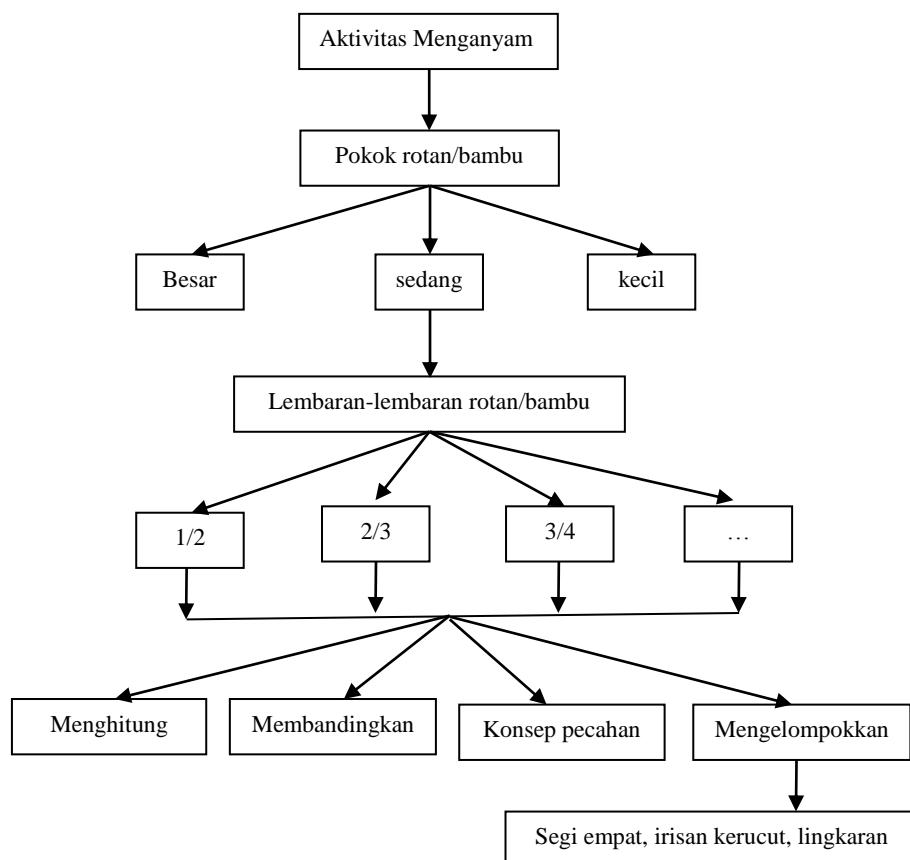 Aktivitas Menganyam
Pokok rotan/bambu
Besar
sedang
kecil
Lembaran-lembaran rotan/bambu
1/2
2/3
3/4
…
Menghitung
Membandingkan
Konsep pecahan
Mengelompokkan
Segi empat, irisan kerucut, lingkaran